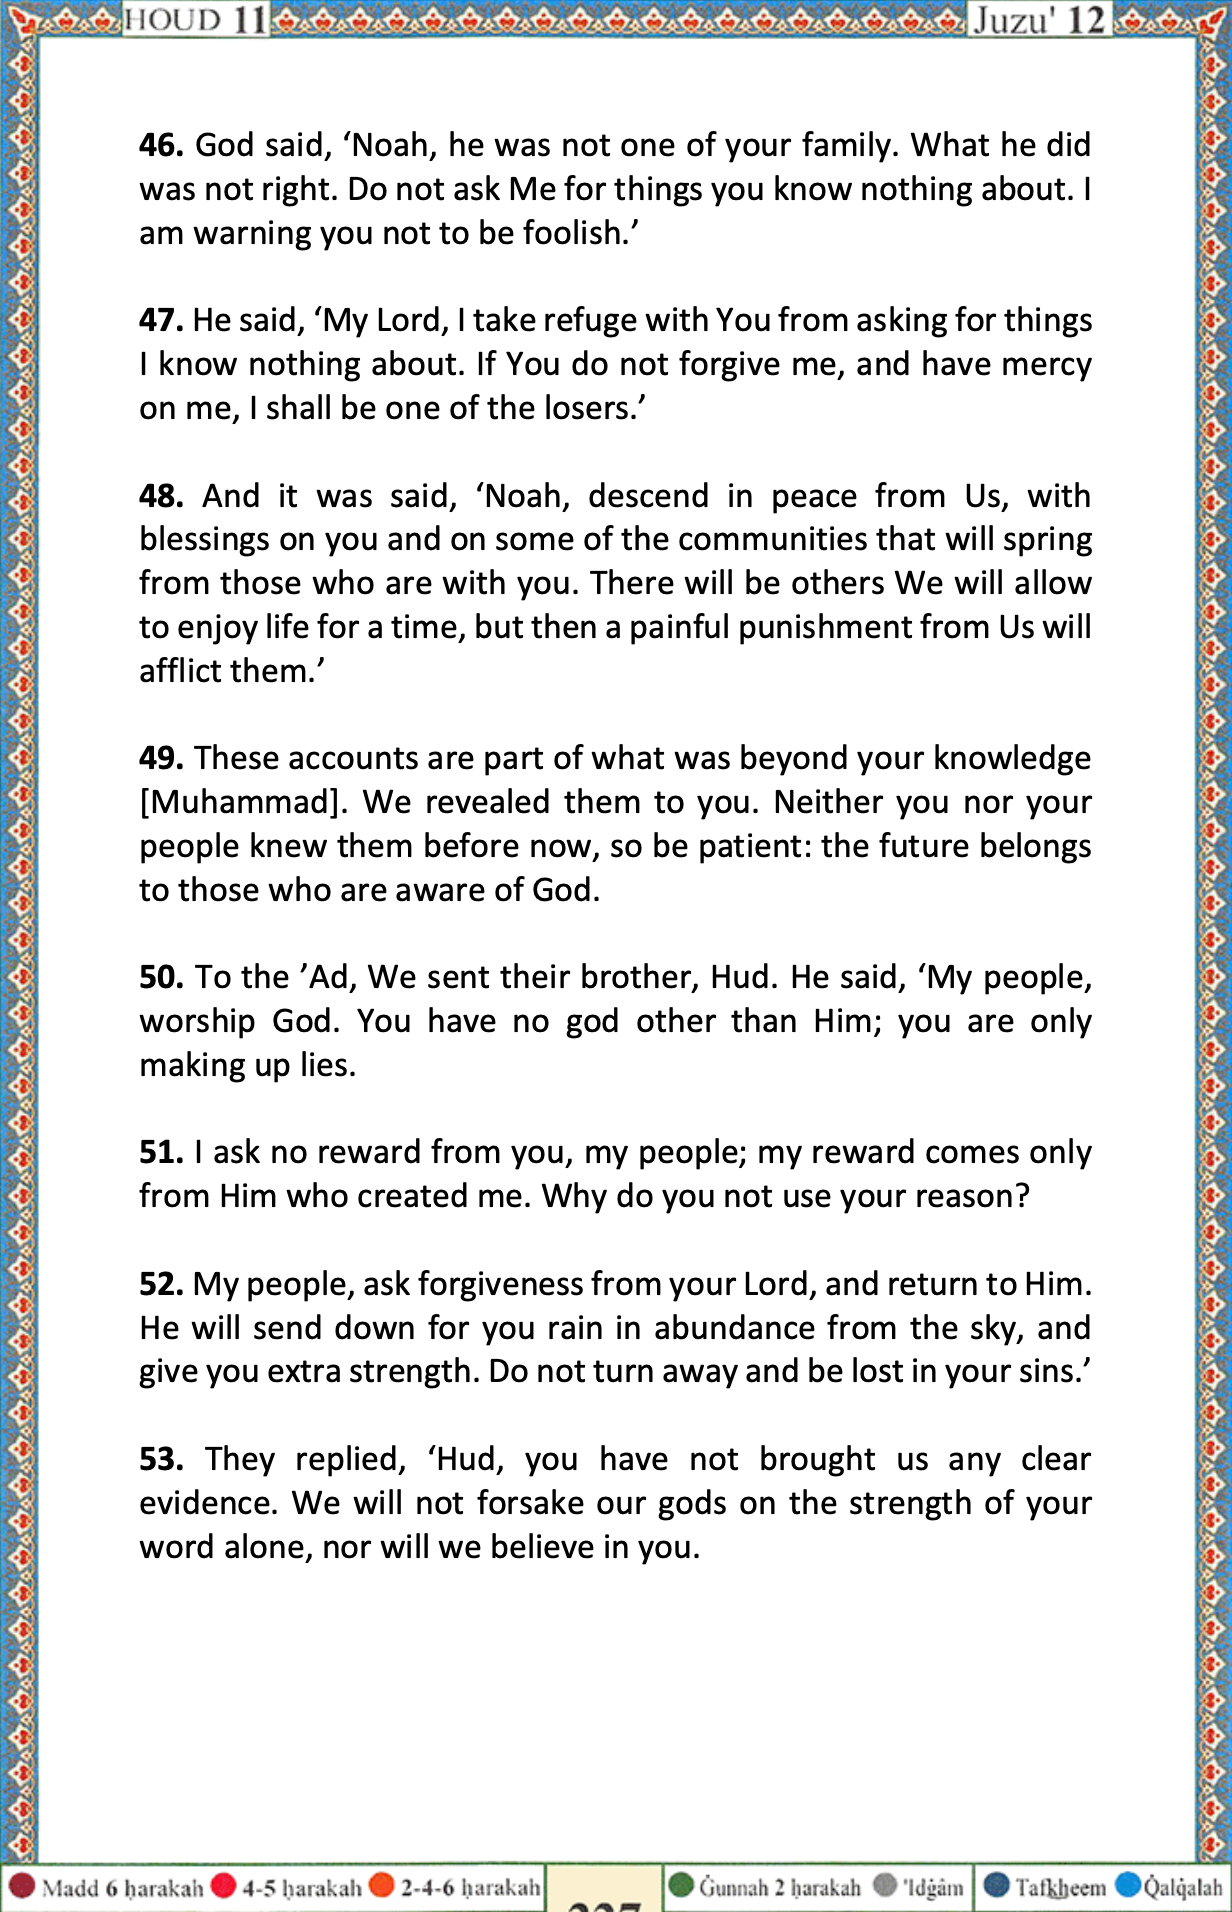 HOUD 11
Juzu' 12
46. God said, ‘Noah, he was not one of your family. What he did
was not right. Do not ask Me for things you know nothing about. I
am warning you not to be foolish.’
47. He said, ‘My Lord, I take refuge with You from asking for things
I know nothing about. If You do not forgive me, and have mercy
on me, I shall be one of the losers.’
48. And it was said, ‘Noah, descend in peace from Us, with
blessings on you and on some of the communities that will spring
from those who are with you. There will be others We will allow
to enjoy life for a time, but then a painful punishment from Us will
afflict them.’
49. These accounts are part of what was beyond your knowledge
[Muhammad]. We revealed them to you. Neither you nor your
people knew them before now, so be patient: the future belongs
to those who are aware of God.
50. To the ’Ad, We sent their brother, Hud. He said, ‘My people,
worship God. You have no god other than Him; you are only
making up lies.
51. I ask no reward from you, my people; my reward comes only
from Him who created me. Why do you not use your reason?
52. My people, ask forgiveness from your Lord, and return to Him.
He will send down for you rain in abundance from the sky, and
give you extra strength. Do not turn away and be lost in your sins.’
53. They replied, ‘Hud, you have not brought us any clear
evidence. We will not forsake our gods on the strength of your
word alone, nor will we believe in you.
Madd 6 ḥarakah 4-5 ḥarakah 2-4-6 ḥarakah
Ġunnah 2 ḥarakah 'Idġâm
Tafkheem Q̇alq̇alah